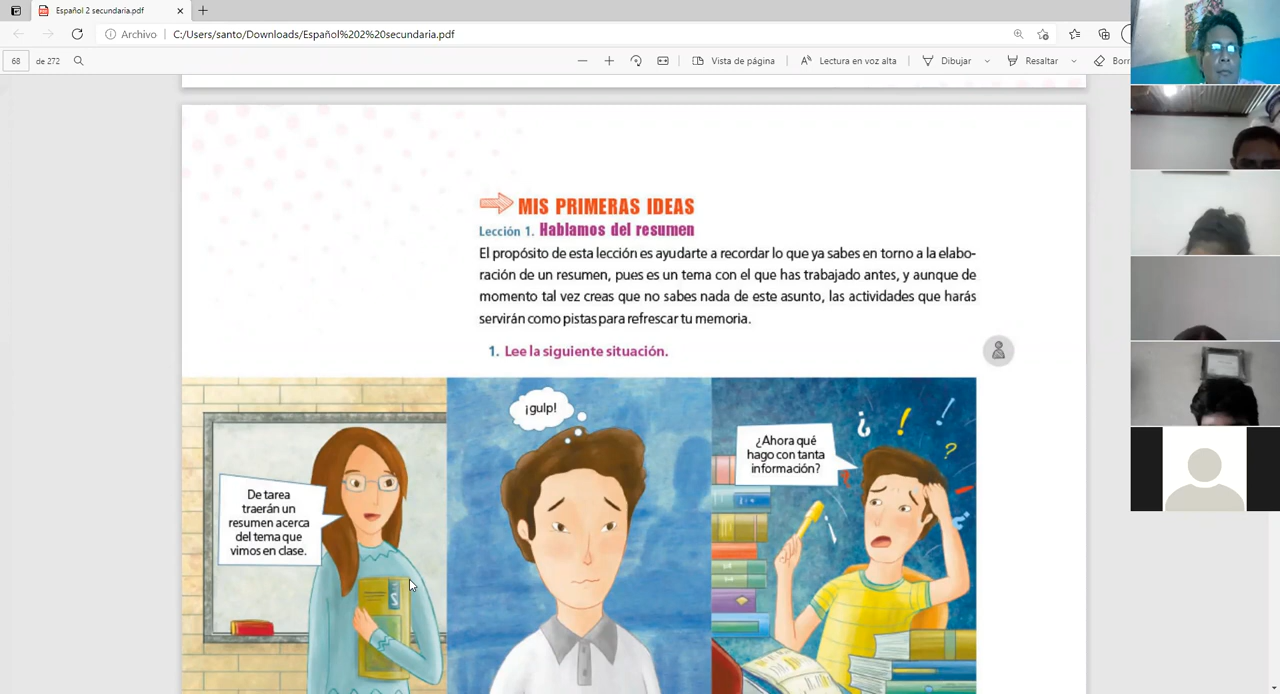 Español 2 secundaria.pdf
Archivo
C:/Users/santo/Downloads/Español%202%20secundaria.pdf
68
de 272
Vista de página
Lectura en voz alta
Dibujar
Resaltar
Borr
MIS PRIMERAS IDEAS
Lección 1. Hablamos del resumen
El propósito de esta lección es ayudarte a recordar lo que ya sabes en torno a la elabo-
ración de un resumen, pues es un tema con el que has trabajado antes, y aunque de
momento tal vez creas que no sabes nada de este asunto, las actividades que harás
servirán como pistas para refrescar tu memoria.
1. Lee la siguiente situación.
De tarea
traerán un
resumen acerca
del tema que
vimos en clase.
2
¡gulp!
¿Ahora qué
hago con tanta
información?
¿ ! ¡ ?